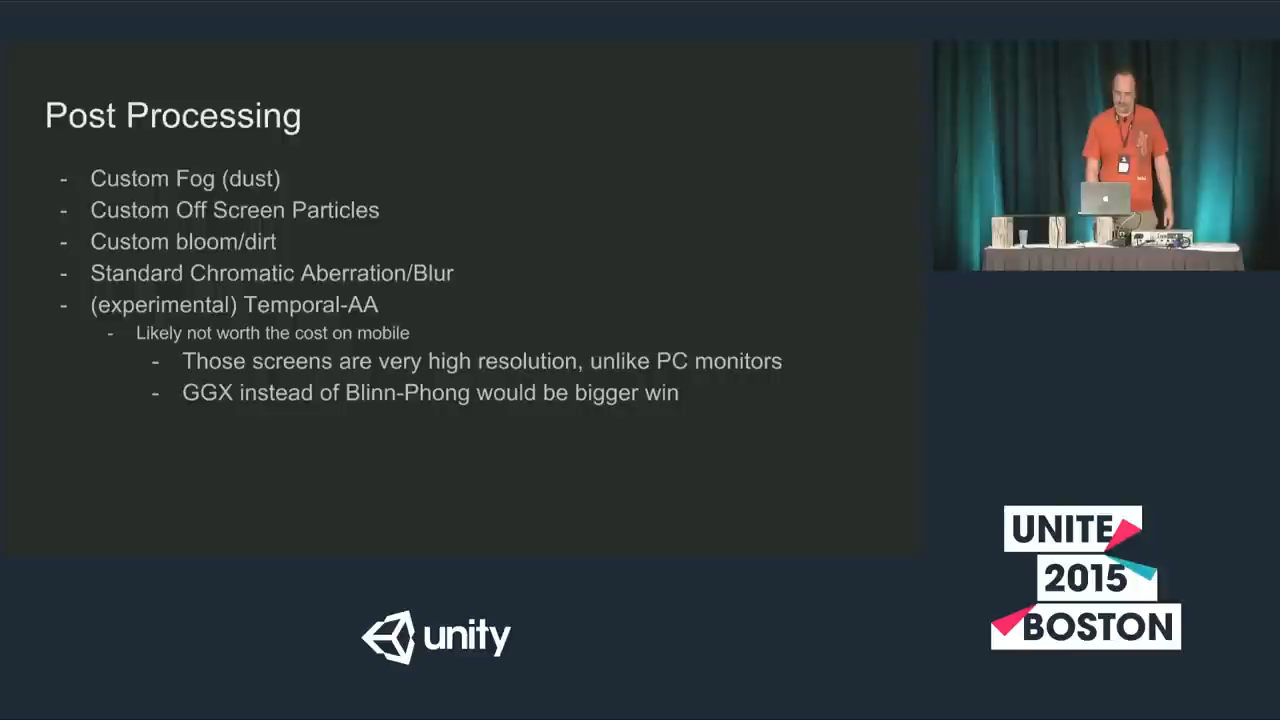 Post Processing
- Custom Fog (dust)
- Custom Off Screen Particles
- Custom bloom/dirt
- Standard Chromatic Aberration/Blur
- (experimental) Temporal-AA
- Likely not worth the cost on mobile
- Those screens are very high resolution, unlike PC monitors
- GGX instead of Blinn-Phong would be bigger win
UNITE
2015
BOSTON
unity